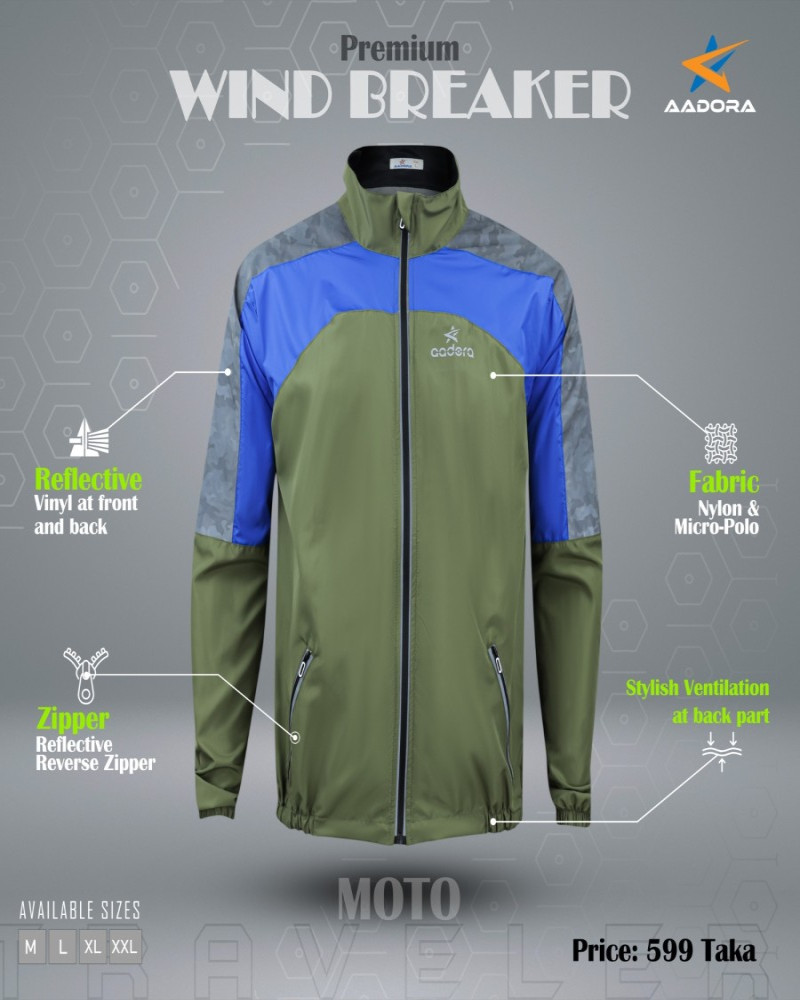 Premium
WIND BREAKER
AADORA
aadora
Reflective
Vinyl at front
and back
Fabric
Nylon &
Micro-Polo
Zipper
Reflective
Reverse Zipper
Stylish Ventilation
at back part
MOTO
TRAVELER
AVAILABLE SIZES
M L XL XXL
Price: 599 Taka